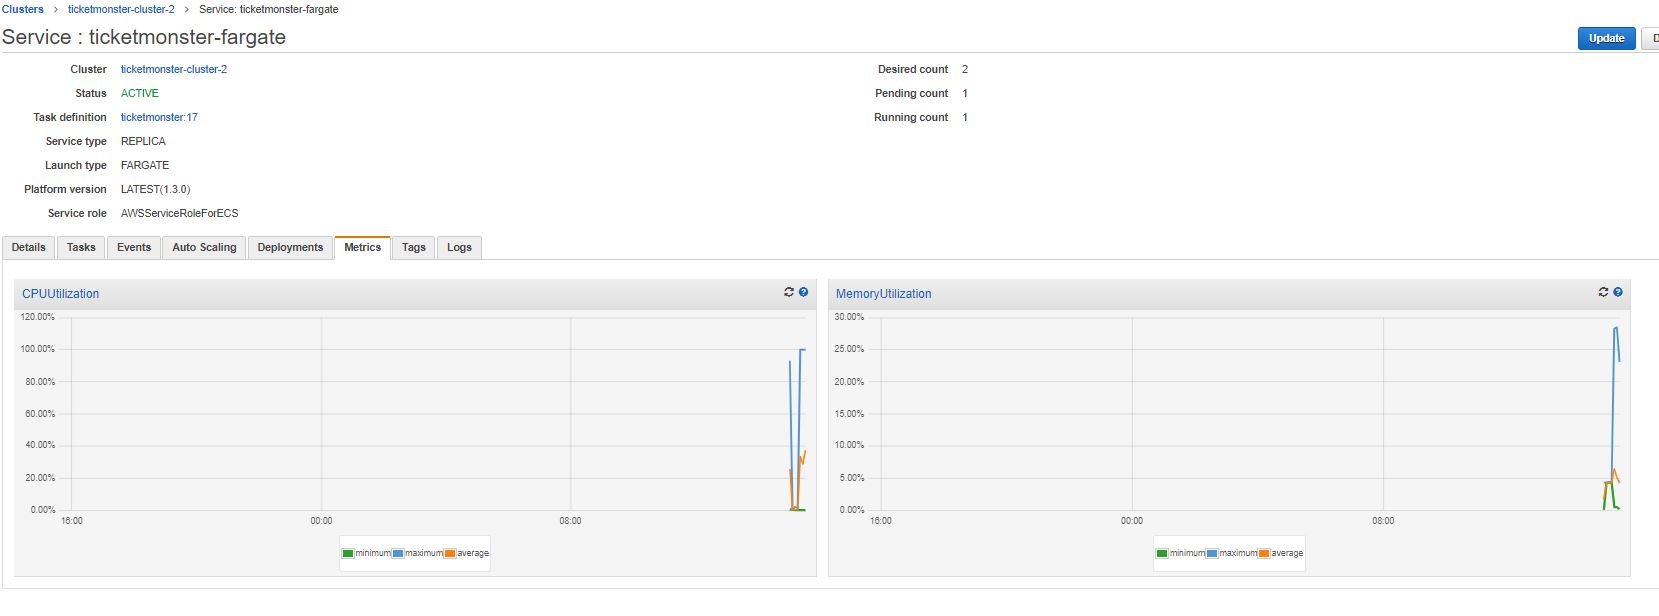 Clusters > ticketmonster-cluster-2 > Service: ticketmonster-fargate
Service : ticketmonster-fargate
Update
D
Cluster ticketmonster-cluster-2
Status ACTIVE
Task definition ticketmonster:17
Service type REPLICA
Launch type FARGATE
Platform version LATEST(1.3.0)
Service role AWSServiceRoleForECS
Desired count 2
Pending count 1
Running count 1
Details Tasks Events Auto Scaling Deployments Metrics Tags Logs
CPUUtilization
120.00%
100.00%
80.00%
60.00%
40.00%
20.00%
0.00%
16:00 00:00 08:00
minimum maximum average
MemoryUtilization
30.00%
25.00%
20.00%
15.00%
10.00%
5.00%
0.00%
16:00 00:00 08:00
minimum maximum average